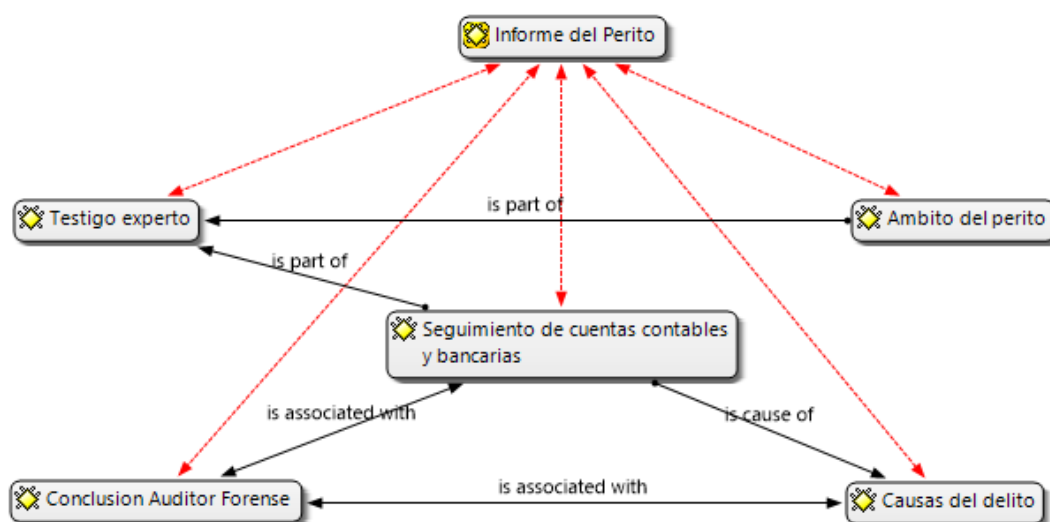 Informe del Perito
Testigo experto
is part of
Ambito del perito
is part of
Seguimiento de cuentas contables
y bancarias
is associated with
is cause of
Conclusion Auditor Forense
is associated with
Causas del delito